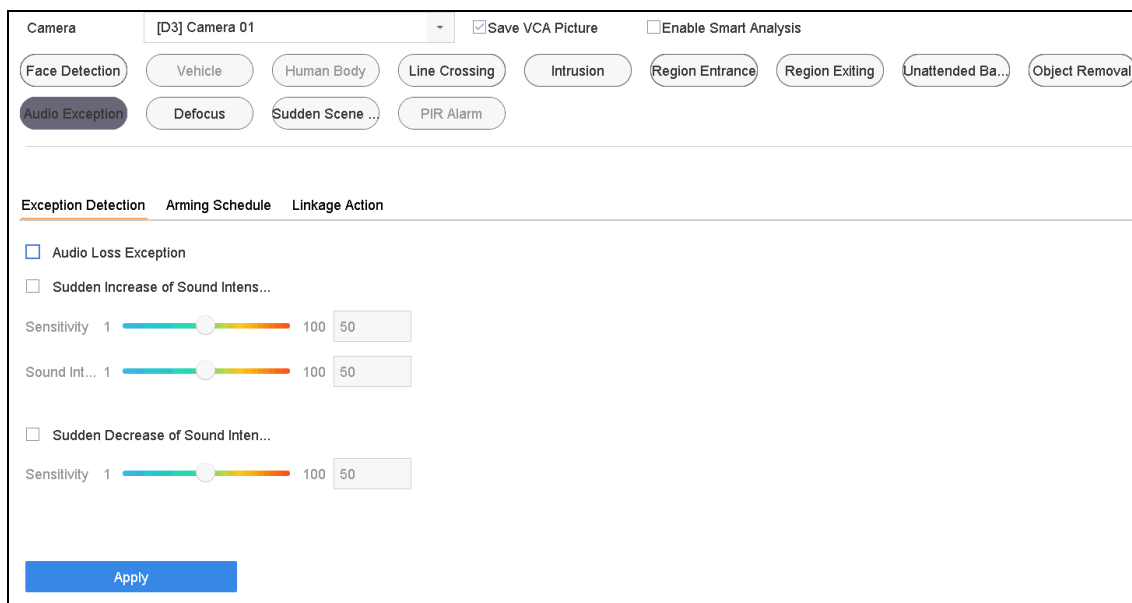 Camera [D3] Camera 01 Save VCA Picture Enable Smart Analysis
Face Detection Vehicle Human Body Line Crossing Intrusion Region Entrance Region Exiting Unattended Ba... Object Removal
Audio Exception Defocus Sudden Scene ... PIR Alarm
Exception Detection Arming Schedule Linkage Action
Audio Loss Exception
Sudden Increase of Sound Intens...
Sensitivity 1 100 50
Sound Int... 1 100 50
Sudden Decrease of Sound Inten...
Sensitivity 1 100 50
Apply